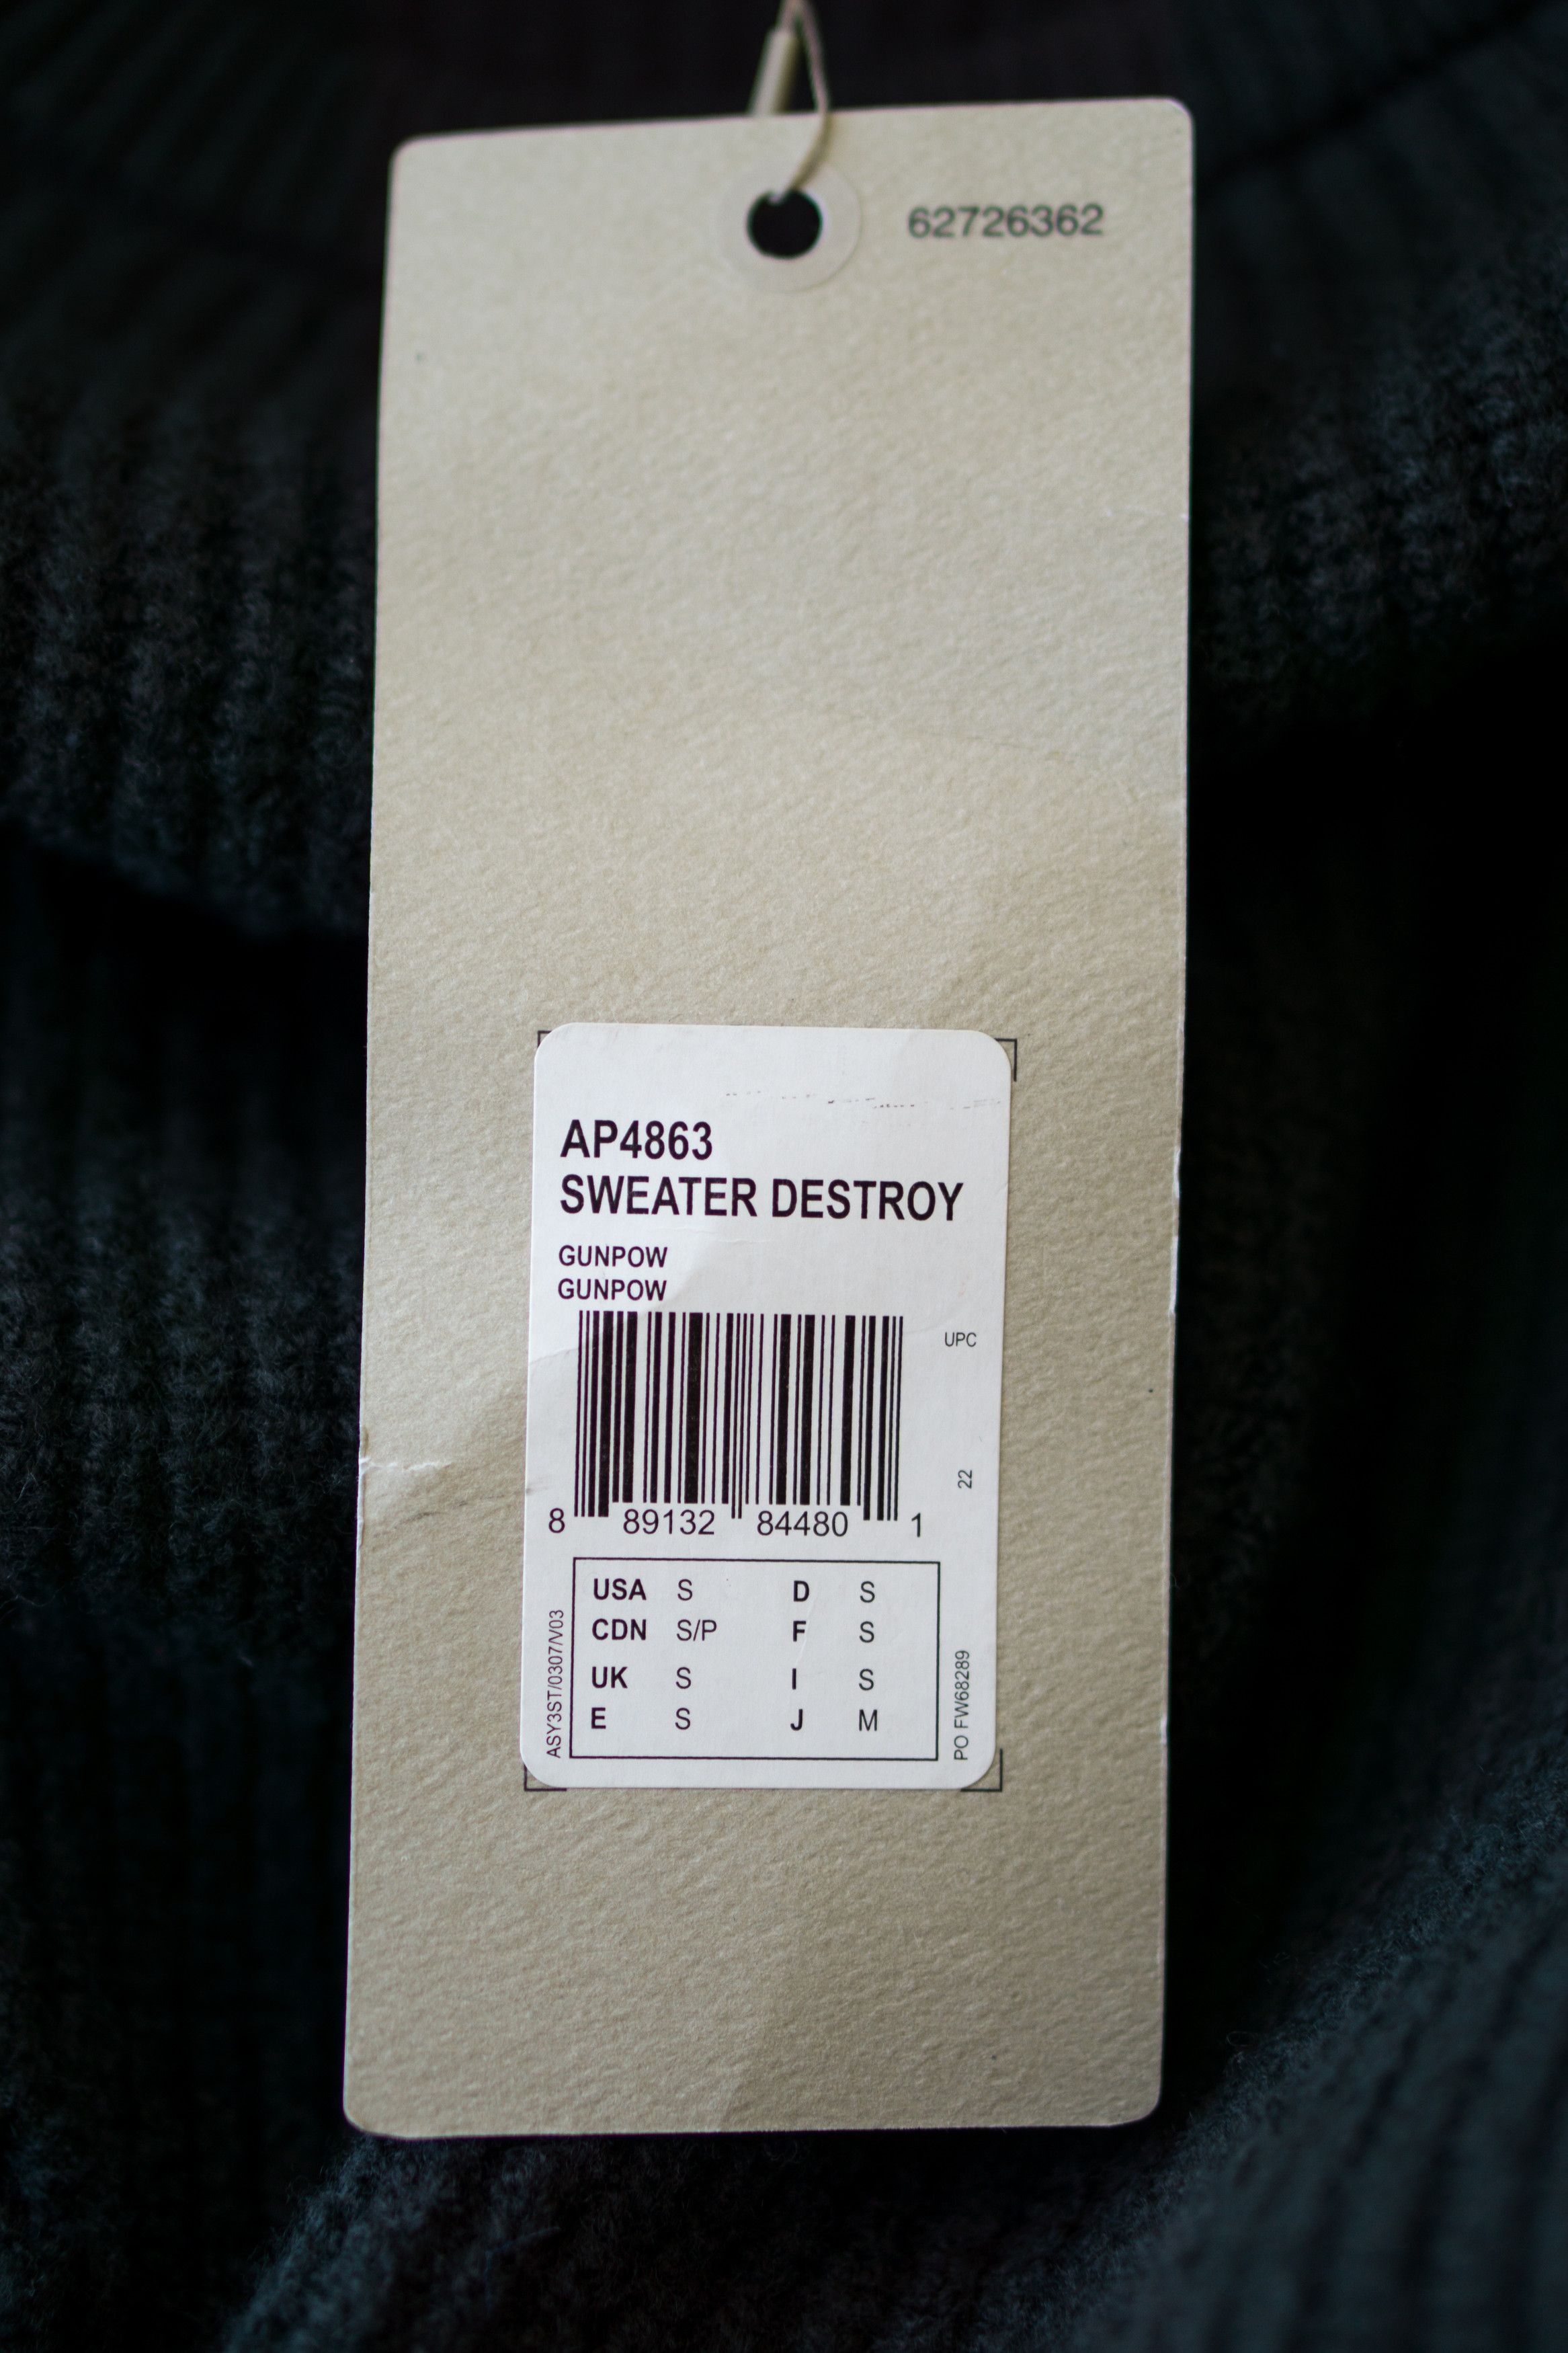 62726362
AP4863
SWEATER DESTROY
GUNPOW
GUNPOW
UPC
22
8 89132 84480 1
USA S D S
CDN S/P F S
UK S I S
E S J M
ASY3ST/0307/V03
PO FW68289